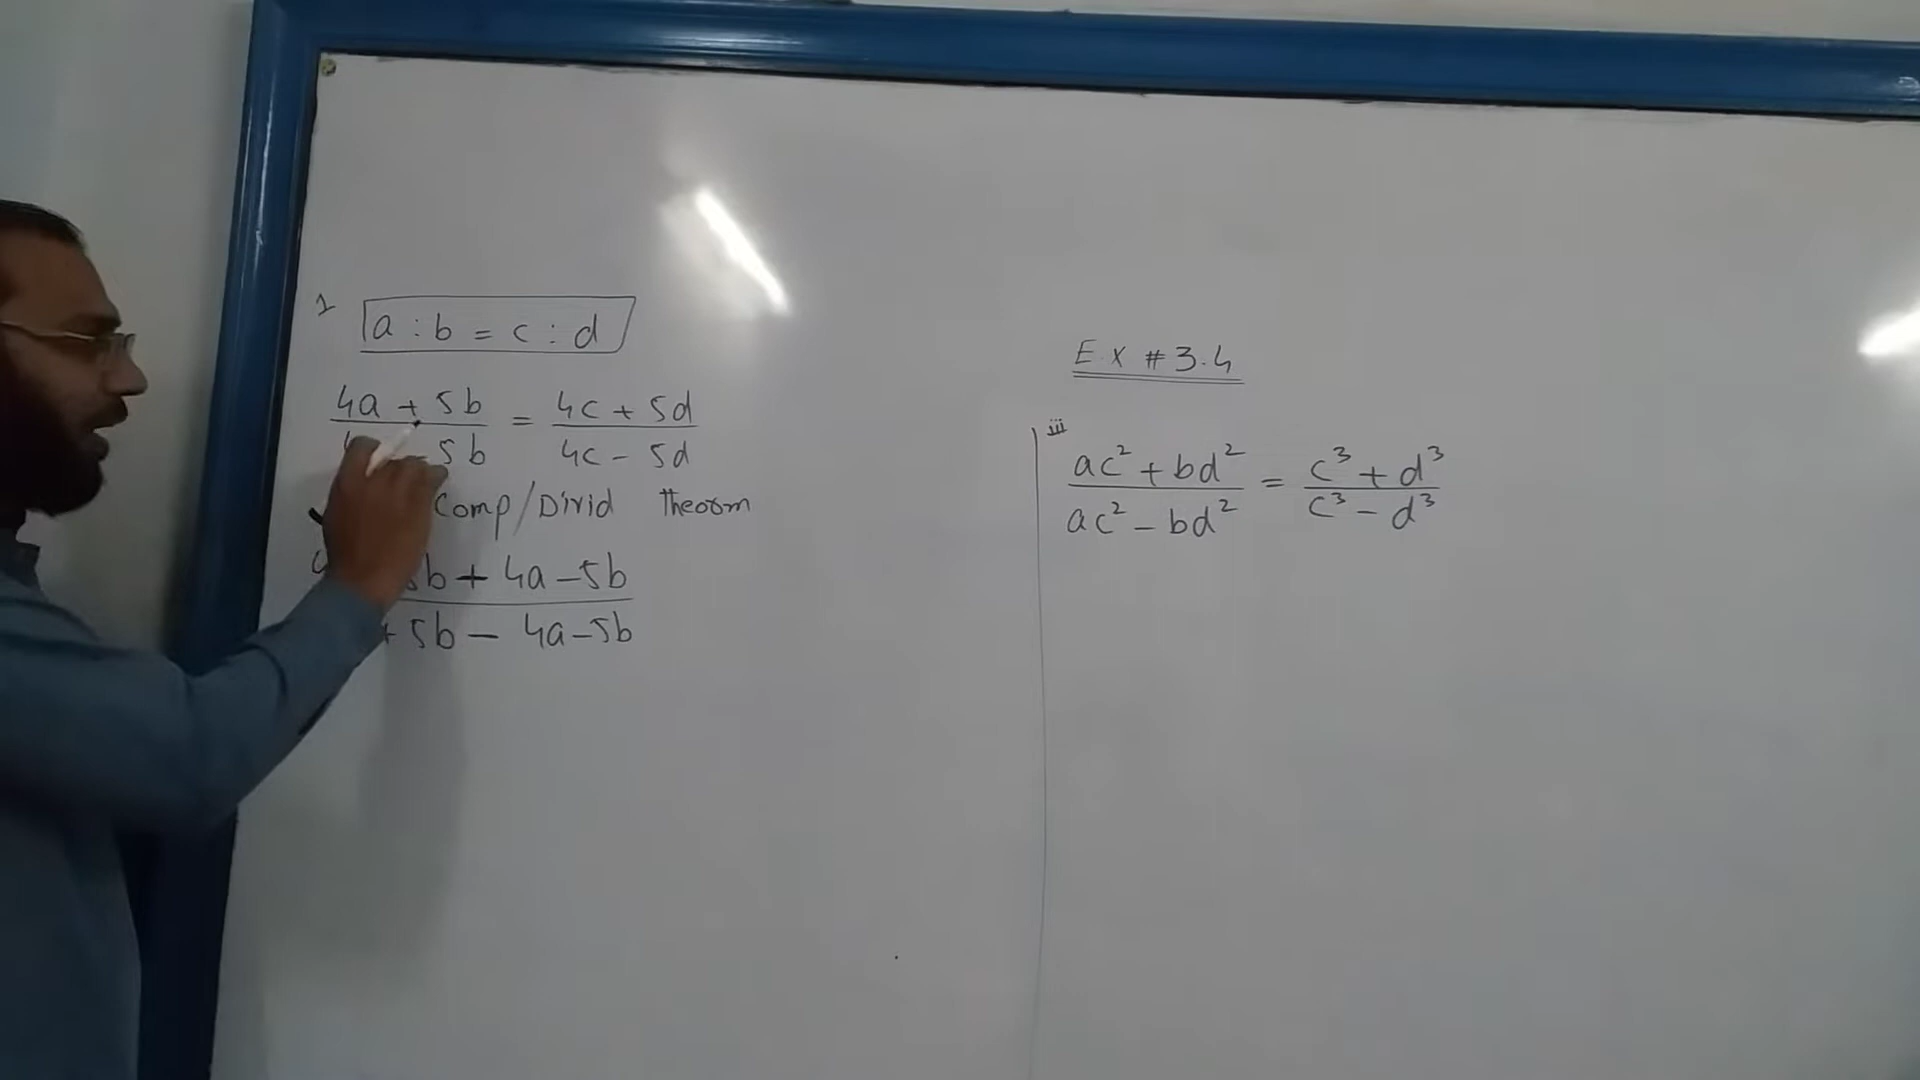 1 a : b = c : d
4a + 5b / - 5b = 4c + 5d / 4c - 5d
Comp/Divid theorm
5b + 4a - 5b
+ 5b - 4a - 5b
Ex # 3.4
iii
ac² + bd² / ac² - bd² = c³ + d³ / c³ - d³